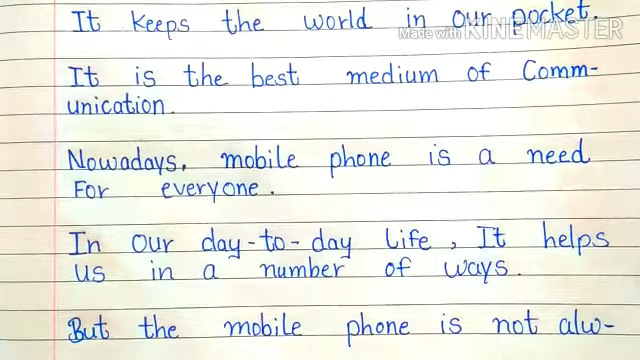 It keeps the world in our pocket.
Made with KINEMASTER
It is the best medium of Comm-
unication.
Nowadays, mobile phone is a need
For everyone.
In our day-to-day life, It helps
us in a number of ways.
But the mobile phone is not alw-